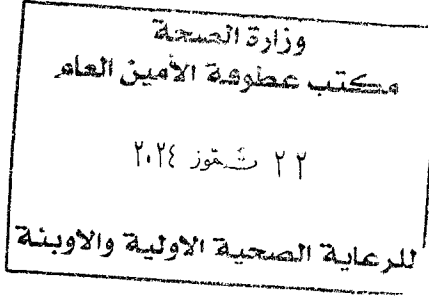 وزارة الصحة
مكتب عطوفة الأمين العام
٢٢ تموز ٢٠٢٤
للرعاية الصحية الاولية والاوبئة